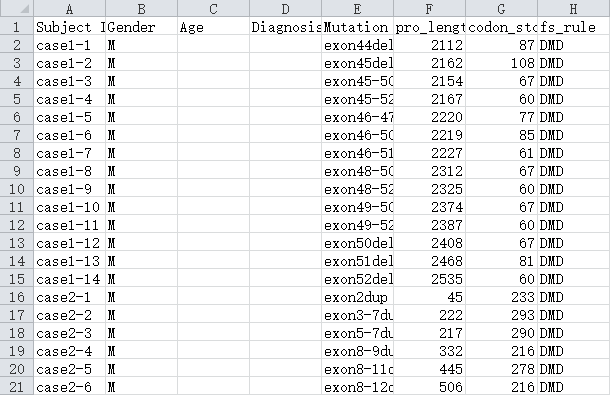 A B C D E F G H
1 Subject I Gender Age Diagnosis Mutation pro_lengt codon_sto fs_rule
2 case1-1 M exon44del 2112 87 DMD
3 case1-2 M exon45del 2162 108 DMD
4 case1-3 M exon45-50 2154 67 DMD
5 case1-4 M exon45-52 2167 60 DMD
6 case1-5 M exon46-47 2220 77 DMD
7 case1-6 M exon46-50 2219 85 DMD
8 case1-7 M exon46-51 2227 61 DMD
9 case1-8 M exon48-50 2312 67 DMD
10 case1-9 M exon48-52 2325 60 DMD
11 case1-10 M exon49-50 2374 67 DMD
12 case1-11 M exon49-52 2387 60 DMD
13 case1-12 M exon50del 2408 67 DMD
14 case1-13 M exon51del 2468 81 DMD
15 case1-14 M exon52del 2535 60 DMD
16 case2-1 M exon2dup 45 233 DMD
17 case2-2 M exon3-7du 222 293 DMD
18 case2-3 M exon5-7du 217 290 DMD
19 case2-4 M exon8-9du 332 216 DMD
20 case2-5 M exon8-11d 445 278 DMD
21 case2-6 M exon8-12d 506 216 DMD